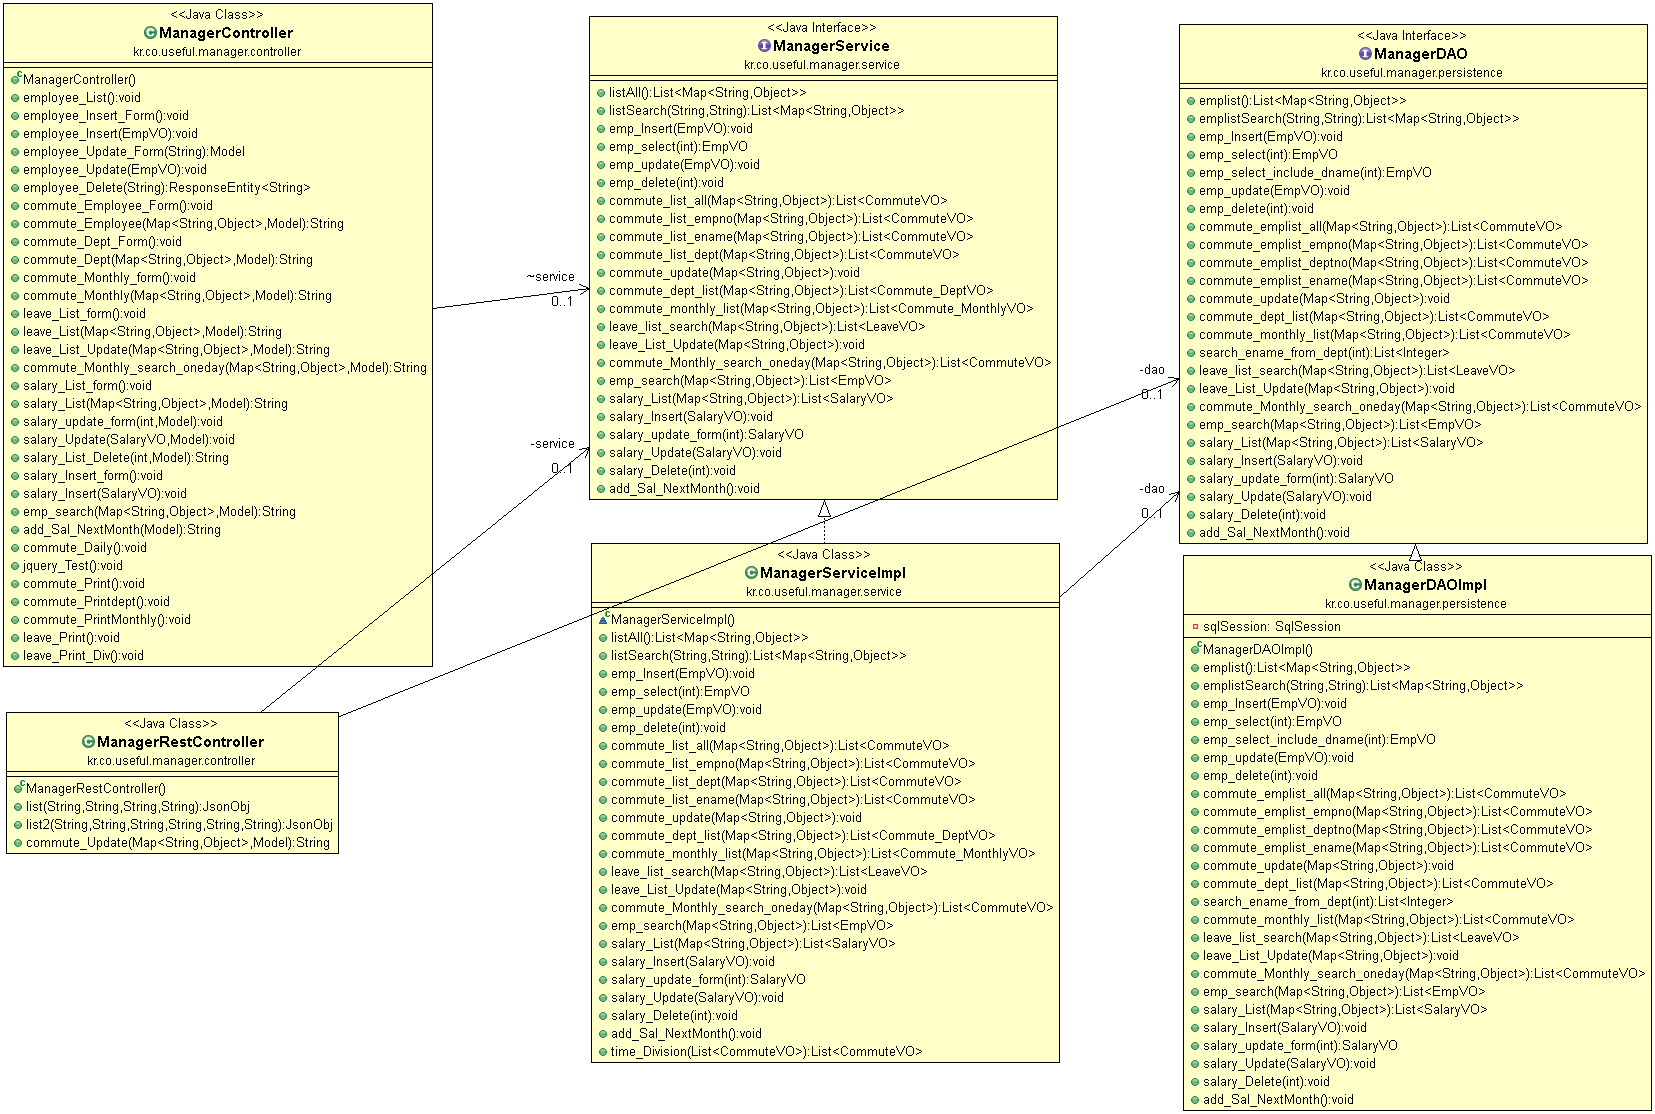 <<Java Class>>
ManagerController
kr.co.useful.manager.controller
ManagerController()
employee_List():void
employee_Insert_Form():void
employee_Insert(EmpVO):void
employee_Update_Form(String):Model
employee_Update(EmpVO):void
employee_Delete(String):ResponseEntity<String>
commute_Employee_Form():void
commute_Employee(Map<String,Object>,Model):String
commute_Dept_Form():void
commute_Dept(Map<String,Object>,Model):String
commute_Monthly_form():void
commute_Monthly(Map<String,Object>,Model):String
leave_List_form():void
leave_List(Map<String,Object>,Model):String
leave_List_Update(Map<String,Object>,Model):String
commute_Monthly_search_oneday(Map<String,Object>,Model):String
salary_List_form():void
salary_List(Map<String,Object>,Model):String
salary_update_form(int,Model):void
salary_Update(SalaryVO,Model):void
salary_List_Delete(int,Model):String
salary_Insert_form():void
salary_Insert(SalaryVO):void
emp_search(Map<String,Object>,Model):String
add_Sal_NextMonth(Model):String
commute_Daily():void
jquery_Test():void
commute_Print():void
commute_Printdept():void
commute_PrintMonthly():void
leave_Print():void
leave_Print_Div():void
<<Java Class>>
ManagerRestController
kr.co.useful.manager.controller
ManagerRestController()
list(String,String,String,String):JsonObj
list2(String,String,String,String,String,String):JsonObj
commute_Update(Map<String,Object>,Model):String
~service
0..1
-service
0..1
<<Java Interface>>
ManagerService
kr.co.useful.manager.service
listAll():List<Map<String,Object>>
listSearch(String,String):List<Map<String,Object>>
emp_Insert(EmpVO):void
emp_select(int):EmpVO
emp_update(EmpVO):void
emp_delete(int):void
commute_list_all(Map<String,Object>):List<CommuteVO>
commute_list_empno(Map<String,Object>):List<CommuteVO>
commute_list_ename(Map<String,Object>):List<CommuteVO>
commute_list_dept(Map<String,Object>):List<CommuteVO>
commute_update(Map<String,Object>):void
commute_dept_list(Map<String,Object>):List<Commute_DeptVO>
commute_monthly_list(Map<String,Object>):List<Commute_MonthlyVO>
leave_list_search(Map<String,Object>):List<LeaveVO>
leave_List_Update(Map<String,Object>):void
commute_Monthly_search_oneday(Map<String,Object>):List<CommuteVO>
emp_search(Map<String,Object>):List<EmpVO>
salary_List(Map<String,Object>):List<SalaryVO>
salary_Insert(SalaryVO):void
salary_update_form(int):SalaryVO
salary_Update(SalaryVO):void
salary_Delete(int):void
add_Sal_NextMonth():void
<<Java Class>>
ManagerServiceImpl
kr.co.useful.manager.service
ManagerServiceImpl()
listAll():List<Map<String,Object>>
listSearch(String,String):List<Map<String,Object>>
emp_Insert(EmpVO):void
emp_select(int):EmpVO
emp_update(EmpVO):void
emp_delete(int):void
commute_list_all(Map<String,Object>):List<CommuteVO>
commute_list_empno(Map<String,Object>):List<CommuteVO>
commute_list_dept(Map<String,Object>):List<CommuteVO>
commute_list_ename(Map<String,Object>):List<CommuteVO>
commute_update(Map<String,Object>):void
commute_dept_list(Map<String,Object>):List<Commute_DeptVO>
commute_monthly_list(Map<String,Object>):List<Commute_MonthlyVO>
leave_list_search(Map<String,Object>):List<LeaveVO>
leave_List_Update(Map<String,Object>):void
commute_Monthly_search_oneday(Map<String,Object>):List<CommuteVO>
emp_search(Map<String,Object>):List<EmpVO>
salary_List(Map<String,Object>):List<SalaryVO>
salary_Insert(SalaryVO):void
salary_update_form(int):SalaryVO
salary_Update(SalaryVO):void
salary_Delete(int):void
add_Sal_NextMonth():void
time_Division(List<CommuteVO>):List<CommuteVO>
-dao
0..1
-dao
0..1
<<Java Interface>>
ManagerDAO
kr.co.useful.manager.persistence
emplist():List<Map<String,Object>>
emplistSearch(String,String):List<Map<String,Object>>
emp_Insert(EmpVO):void
emp_select(int):EmpVO
emp_select_include_dname(int):EmpVO
emp_update(EmpVO):void
emp_delete(int):void
commute_emplist_all(Map<String,Object>):List<CommuteVO>
commute_emplist_empno(Map<String,Object>):List<CommuteVO>
commute_emplist_deptno(Map<String,Object>):List<CommuteVO>
commute_emplist_ename(Map<String,Object>):List<CommuteVO>
commute_update(Map<String,Object>):void
commute_dept_list(Map<String,Object>):List<CommuteVO>
commute_monthly_list(Map<String,Object>):List<CommuteVO>
search_ename_from_dept(int):List<Integer>
leave_list_search(Map<String,Object>):List<LeaveVO>
leave_List_Update(Map<String,Object>):void
commute_Monthly_search_oneday(Map<String,Object>):List<CommuteVO>
emp_search(Map<String,Object>):List<EmpVO>
salary_List(Map<String,Object>):List<SalaryVO>
salary_Insert(SalaryVO):void
salary_update_form(int):SalaryVO
salary_Update(SalaryVO):void
salary_Delete(int):void
add_Sal_NextMonth():void
<<Java Class>>
ManagerDAOImpl
kr.co.useful.manager.persistence
sqlSession: SqlSession
ManagerDAOImpl()
emplist():List<Map<String,Object>>
emplistSearch(String,String):List<Map<String,Object>>
emp_Insert(EmpVO):void
emp_select(int):EmpVO
emp_select_include_dname(int):EmpVO
emp_update(EmpVO):void
emp_delete(int):void
commute_emplist_all(Map<String,Object>):List<CommuteVO>
commute_emplist_empno(Map<String,Object>):List<CommuteVO>
commute_emplist_deptno(Map<String,Object>):List<CommuteVO>
commute_emplist_ename(Map<String,Object>):List<CommuteVO>
commute_update(Map<String,Object>):void
commute_dept_list(Map<String,Object>):List<CommuteVO>
search_ename_from_dept(int):List<Integer>
commute_monthly_list(Map<String,Object>):List<CommuteVO>
leave_list_search(Map<String,Object>):List<LeaveVO>
leave_List_Update(Map<String,Object>):void
commute_Monthly_search_oneday(Map<String,Object>):List<CommuteVO>
emp_search(Map<String,Object>):List<EmpVO>
salary_List(Map<String,Object>):List<SalaryVO>
salary_Insert(SalaryVO):void
salary_update_form(int):SalaryVO
salary_Update(SalaryVO):void
salary_Delete(int):void
add_Sal_NextMonth():void